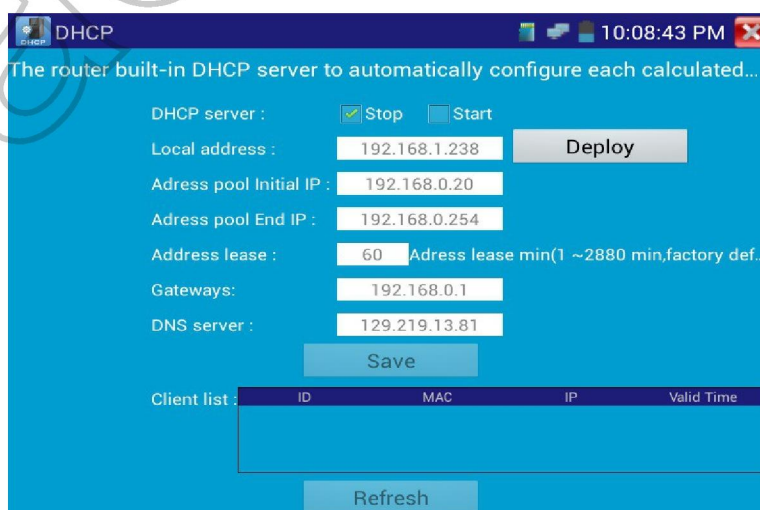 DHCP 10:08:43 PM
DHCP
The router built-in DHCP server to automatically configure each calculated...
DHCP server : Stop Start
Local address : 192.168.1.238 Deploy
Adress pool Initial IP : 192.168.0.20
Adress pool End IP : 192.168.0.254
Address lease : 60 Adress lease min(1 ~2880 min,factory def..
Gateways: 192.168.0.1
DNS server : 129.219.13.81
Save
Client list : ID MAC IP Valid Time
Refresh